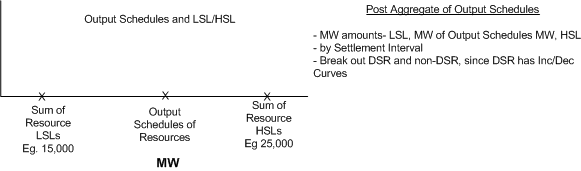 Output Schedules and LSL/HSL
Post Aggregate of Output Schedules
- MW amounts- LSL, MW of Output Schedules MW, HSL
- by Settlement Interval
- Break out DSR and non-DSR, since DSR has Inc/Dec
Curves
X X X
Sum of
Resource
LSLs
Eg. 15,000
Output
Schedules of
Resources
Sum of
Resource
HSLs
Eg 25,000
MW